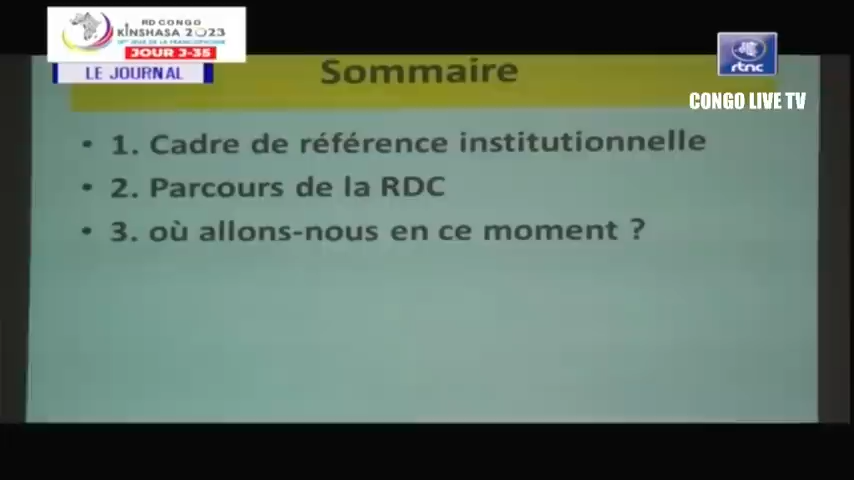 RD CONGO
KINSHASA 2023
JOUR J-35
LE JOURNAL
rtnc
CONGO LIVE TV
Sommaire
• 1. Cadre de référence institutionnelle
• 2. Parcours de la RDC
• 3. où allons-nous en ce moment ?